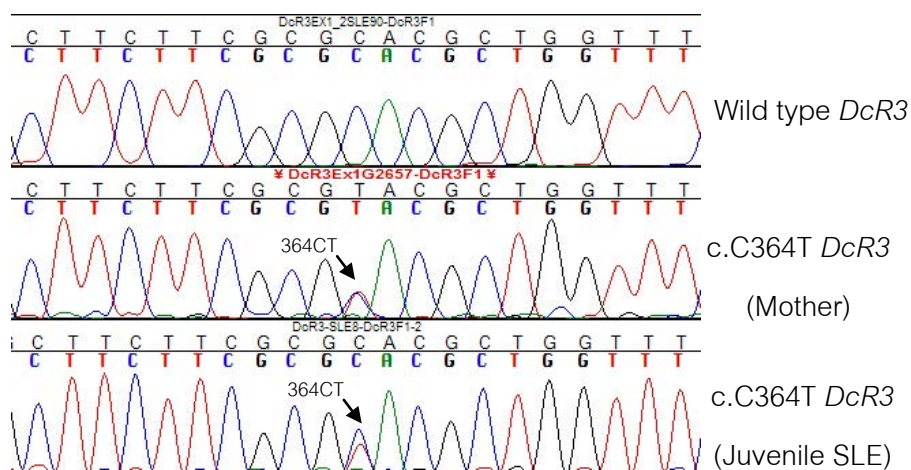 DcR3EX1_2SLE90-DcR3F1
C T T C T T C G C G C A C G C T G G T T T
C T T C T T C G C G C A C G C T G G T T T
Wild type DcR3
¥ DcR3Ex1G2657-DcR3F1 ¥
C T T C T T C G C G T A C G C T G G T T T
C T T C T T C G C G T A C G C T G G T T T
364CT
c.C364T DcR3
(Mother)
DcR3-SLE8-DcR3F1-2
C T T C T T C G C G C A C G C T G G T T T
C T T C T T C G C G C A C G C T G G T T T
364CT
c.C364T DcR3
(Juvenile SLE)